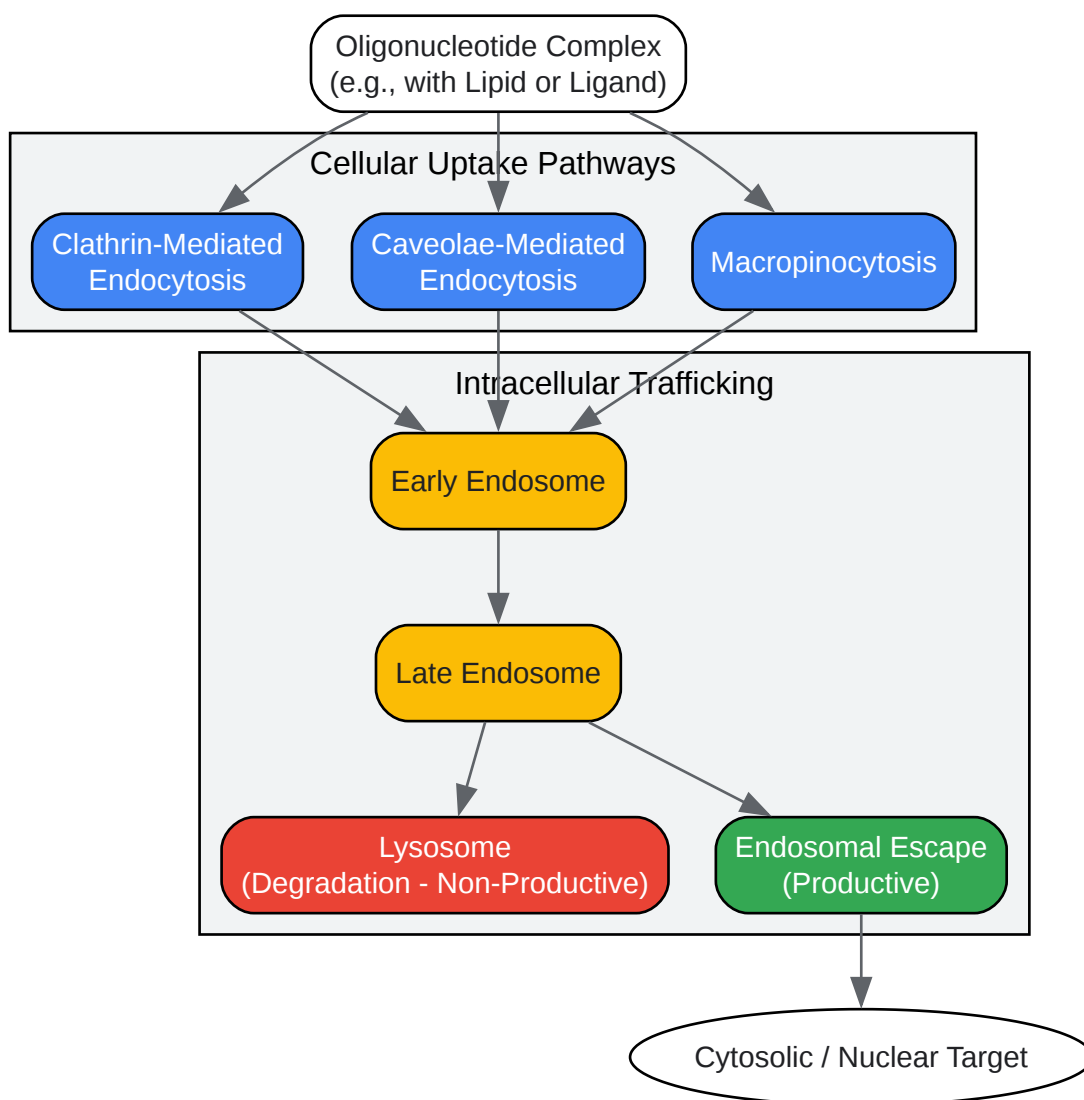 Oligonucleotide Complex
(e.g., with Lipid or Ligand)
Cellular Uptake Pathways
Clathrin-Mediated
Endocytosis
Caveolae-Mediated
Endocytosis
Macropinocytosis
Intracellular Trafficking
Early Endosome
Late Endosome
Lysosome
(Degradation - Non-Productive)
Endosomal Escape
(Productive)
Cytosolic / Nuclear Target